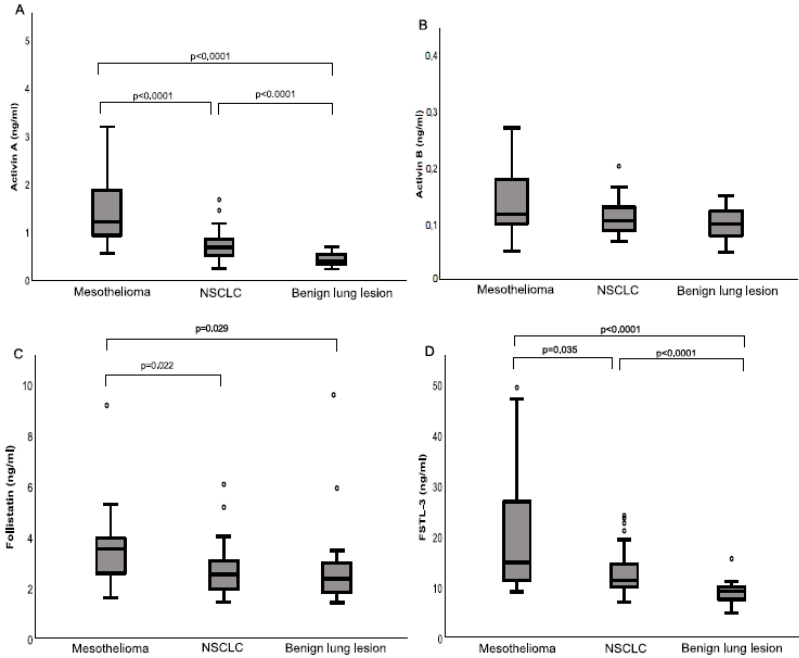 A
Activin A (ng/ml)
5
4
3
2
1
0
p<0,0001
p<0.0001
p<0.0001
Mesothelioma
NSCLC
Benign lung lesion
B
Activin B (ng/ml)
0,4
0,3
0,2
0,1
0,0
Mesothelioma
NSCLC
Benign lung lesion
C
Follistatin (ng/ml)
10
8
6
4
2
0
p=0.029
p=0.022
Mesothelioma
NSCLC
Benign lung lesion
D
FSTL-3 (ng/ml)
50
40
30
20
10
0
p<0,0001
p=0,035
p<0,0001
Mesothelioma
NSCLC
Benign lung lesion